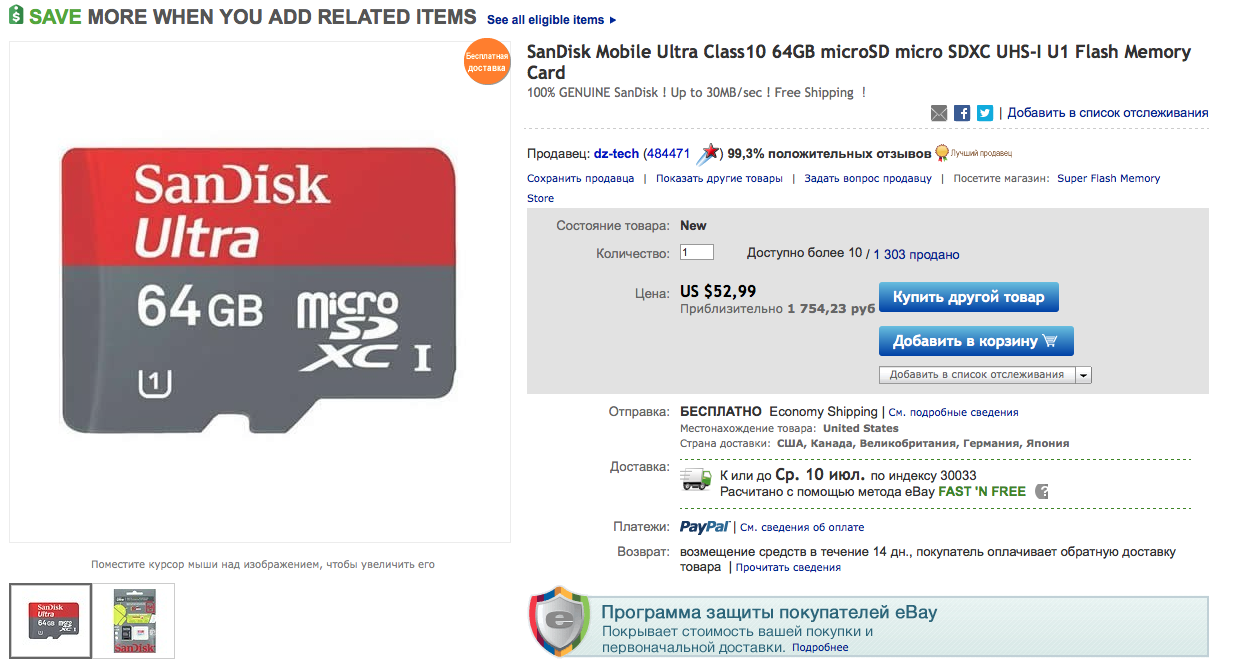 SAVE MORE WHEN YOU ADD RELATED ITEMS See all eligible items
Бесплатная
доставка
SanDisk
Ultra
64GB micro
SD
XC I
1
Поместите курсор мыши над изображением, чтобы увеличить его
SanDisk
Ultra
64GB micro
SD
XC I
SanDisk
SanDisk Mobile Ultra Class10 64GB microSD micro SDXC UHS-I U1 Flash Memory
Card
100% GENUINE SanDisk ! Up to 30MB/sec ! Free Shipping !
| Добавить в список отслеживания
Продавец: dz-tech (484471 ) 99,3% положительных отзывов Лучший продавец
Сохранить продавца | Показать другие товары | Задать вопрос продавцу | Посетите магазин: Super Flash Memory
Store
Состояние товара: New
Количество: 1 Доступно более 10 / 1 303 продано
Цена: US $52,99 Купить другой товар
Приблизительно 1 754,23 руб
Добавить в корзину
Добавить в список отслеживания
Отправка: БЕСПЛАТНО Economy Shipping | См. подробные сведения
Местонахождение товара: United States
Страна доставки: США, Канада, Великобритания, Германия, Япония
Доставка: К или до Ср. 10 июл. по индексу 30033
Расчитано с помощью метода eBay FAST 'N FREE ?
Платежи: PayPal | См. сведения об оплате
Возврат: возмещение средств в течение 14 дн., покупатель оплачивает обратную доставку
товара | Прочитать сведения
e Программа защиты покупателей eBay
Покрывает стоимость вашей покупки и
первоначальной доставки. Подробнее